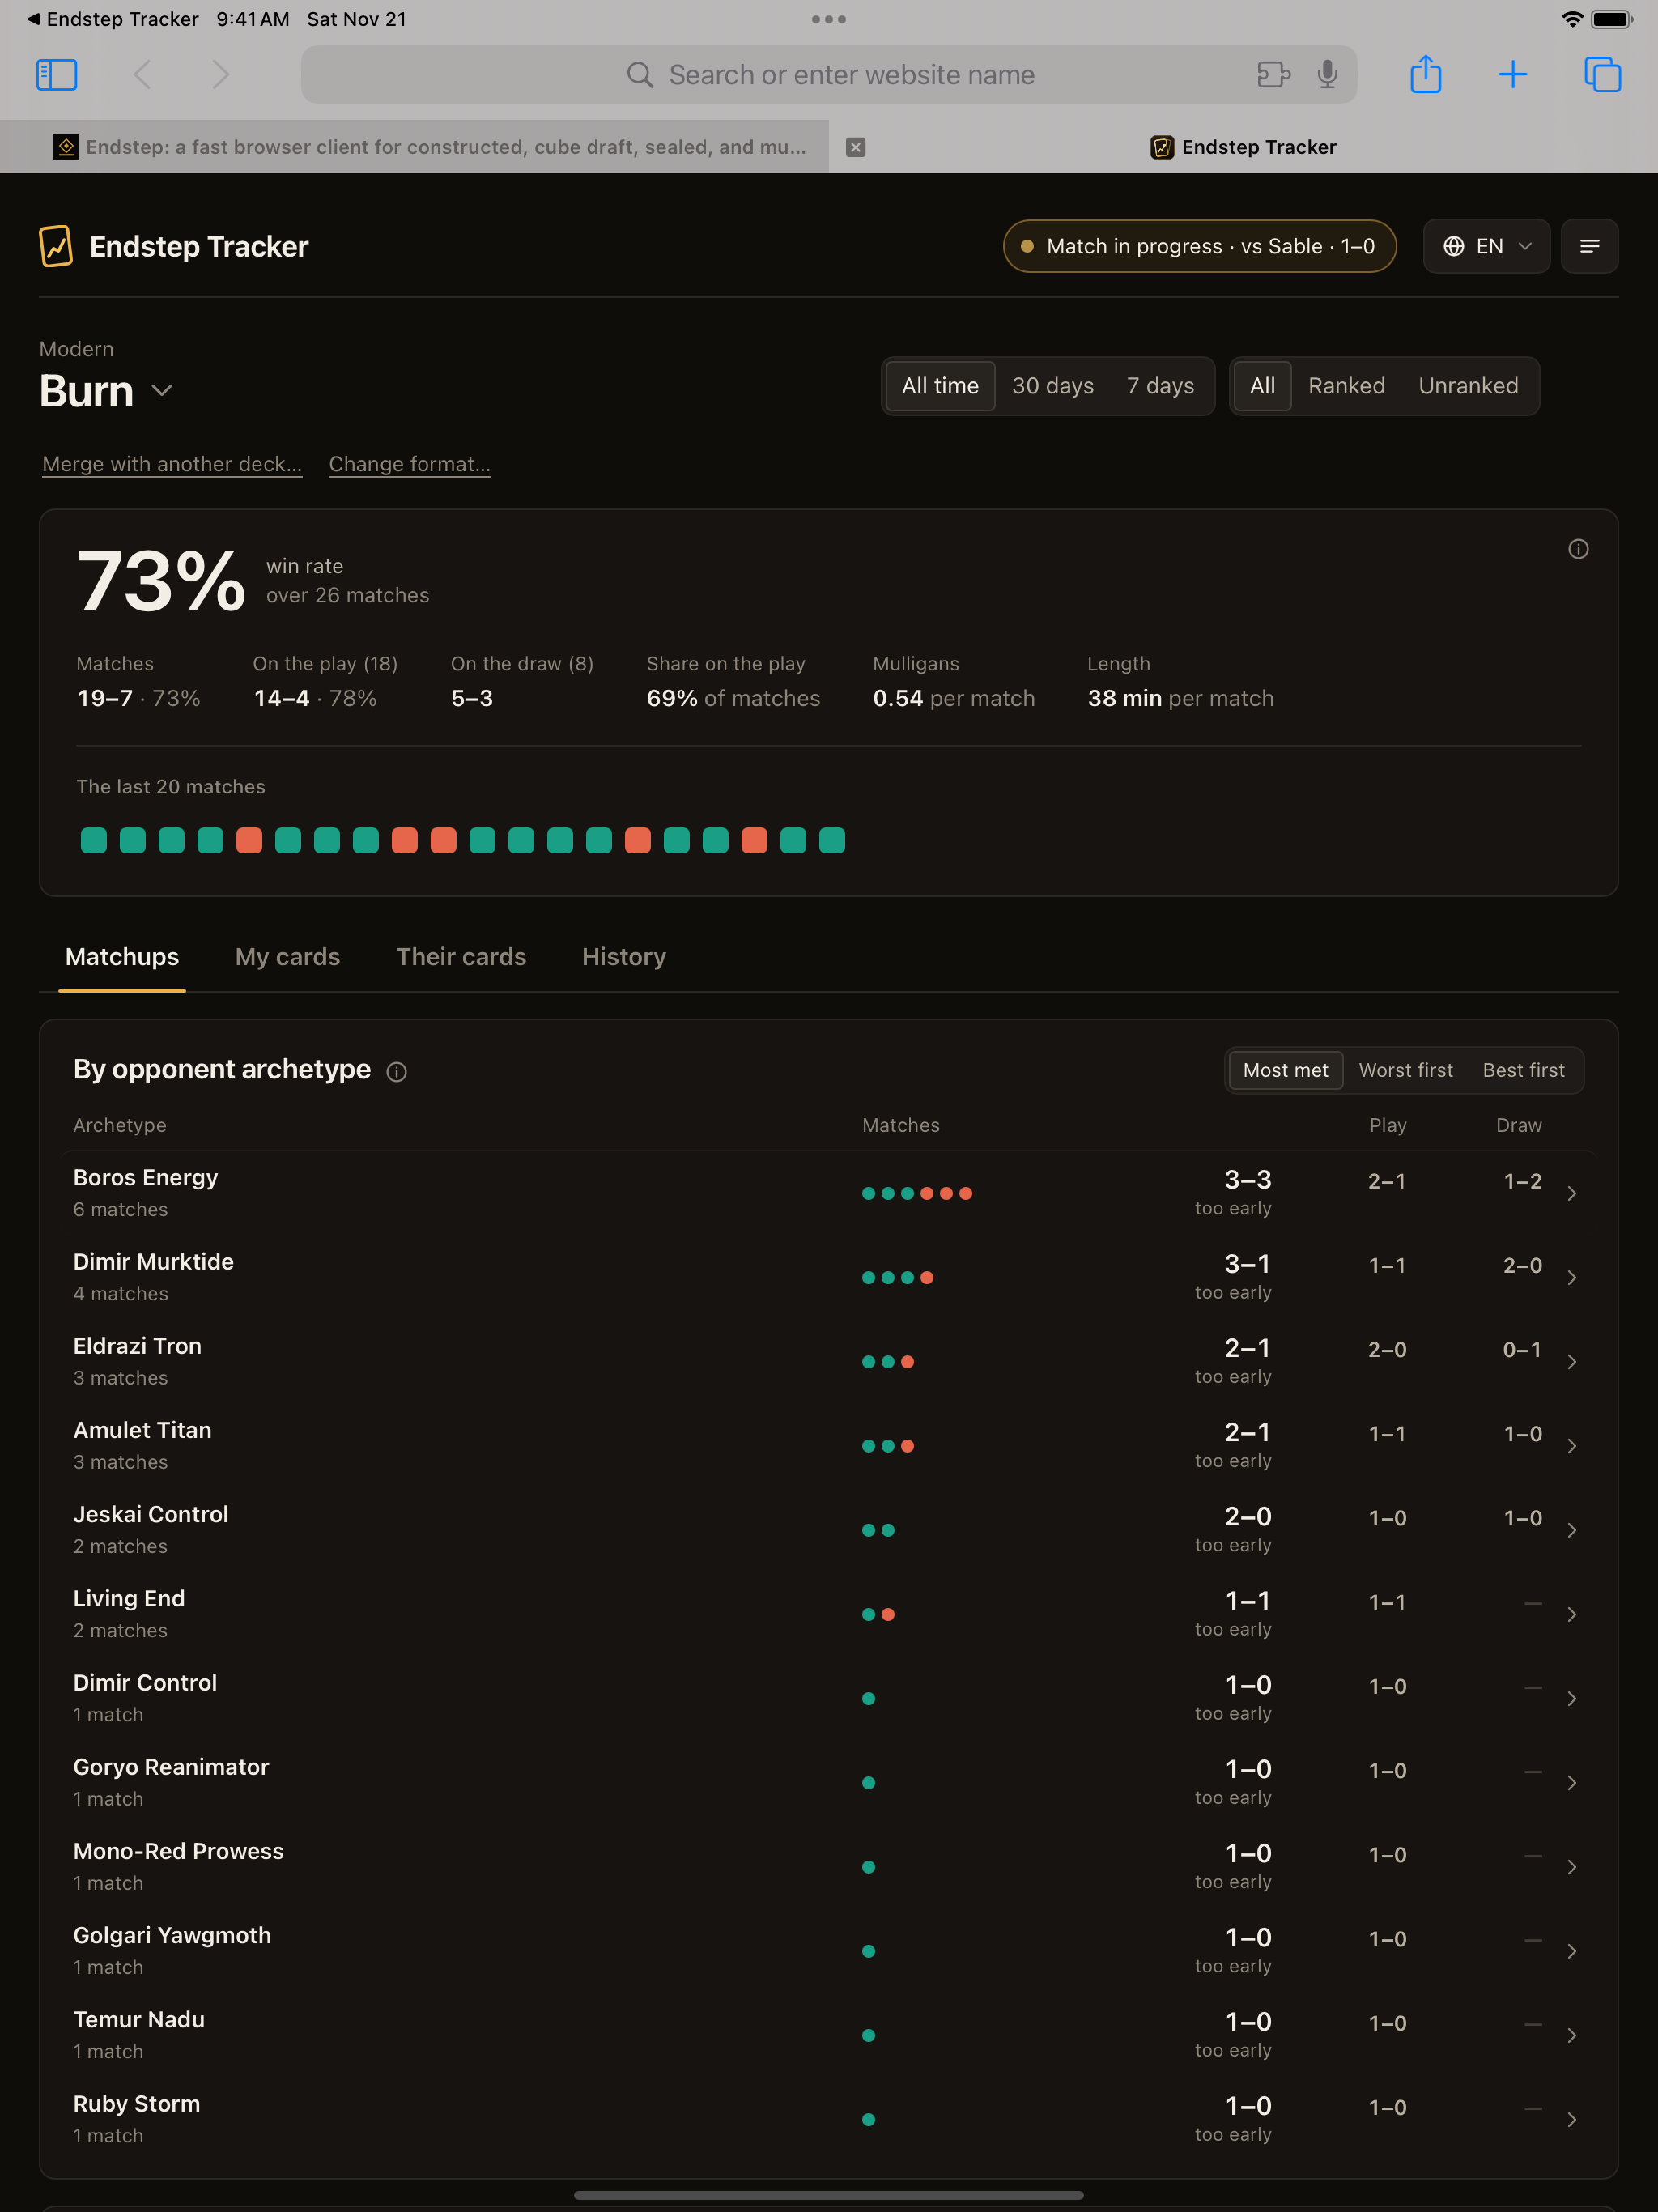 ◀ Endstep Tracker 9:41 AM Sat Nov 21
Search or enter website name
Endstep: a fast browser client for constructed, cube draft, sealed, and mu...
Endstep Tracker
Endstep Tracker
Match in progress · vs Sable · 1–0
EN
Modern
Burn
All time 30 days 7 days
All Ranked Unranked
Merge with another deck... Change format...
73% win rate
over 26 matches
Matches On the play (18) On the draw (8) Share on the play Mulligans Length
19–7 · 73% 14–4 · 78% 5–3 69% of matches 0.54 per match 38 min per match
The last 20 matches
Matchups My cards Their cards History
By opponent archetype
Most met Worst first Best first
Archetype Matches Play Draw
Boros Energy 3–3 2–1 1–2
6 matches too early
Dimir Murktide 3–1 1–1 2–0
4 matches too early
Eldrazi Tron 2–1 2–0 0–1
3 matches too early
Amulet Titan 2–1 1–1 1–0
3 matches too early
Jeskai Control 2–0 1–0 1–0
2 matches too early
Living End 1–1 1–1 —
2 matches too early
Dimir Control 1–0 1–0 —
1 match too early
Goryo Reanimator 1–0 1–0 —
1 match too early
Mono-Red Prowess 1–0 1–0 —
1 match too early
Golgari Yawgmoth 1–0 1–0 —
1 match too early
Temur Nadu 1–0 1–0 —
1 match too early
Ruby Storm 1–0 1–0 —
1 match too early